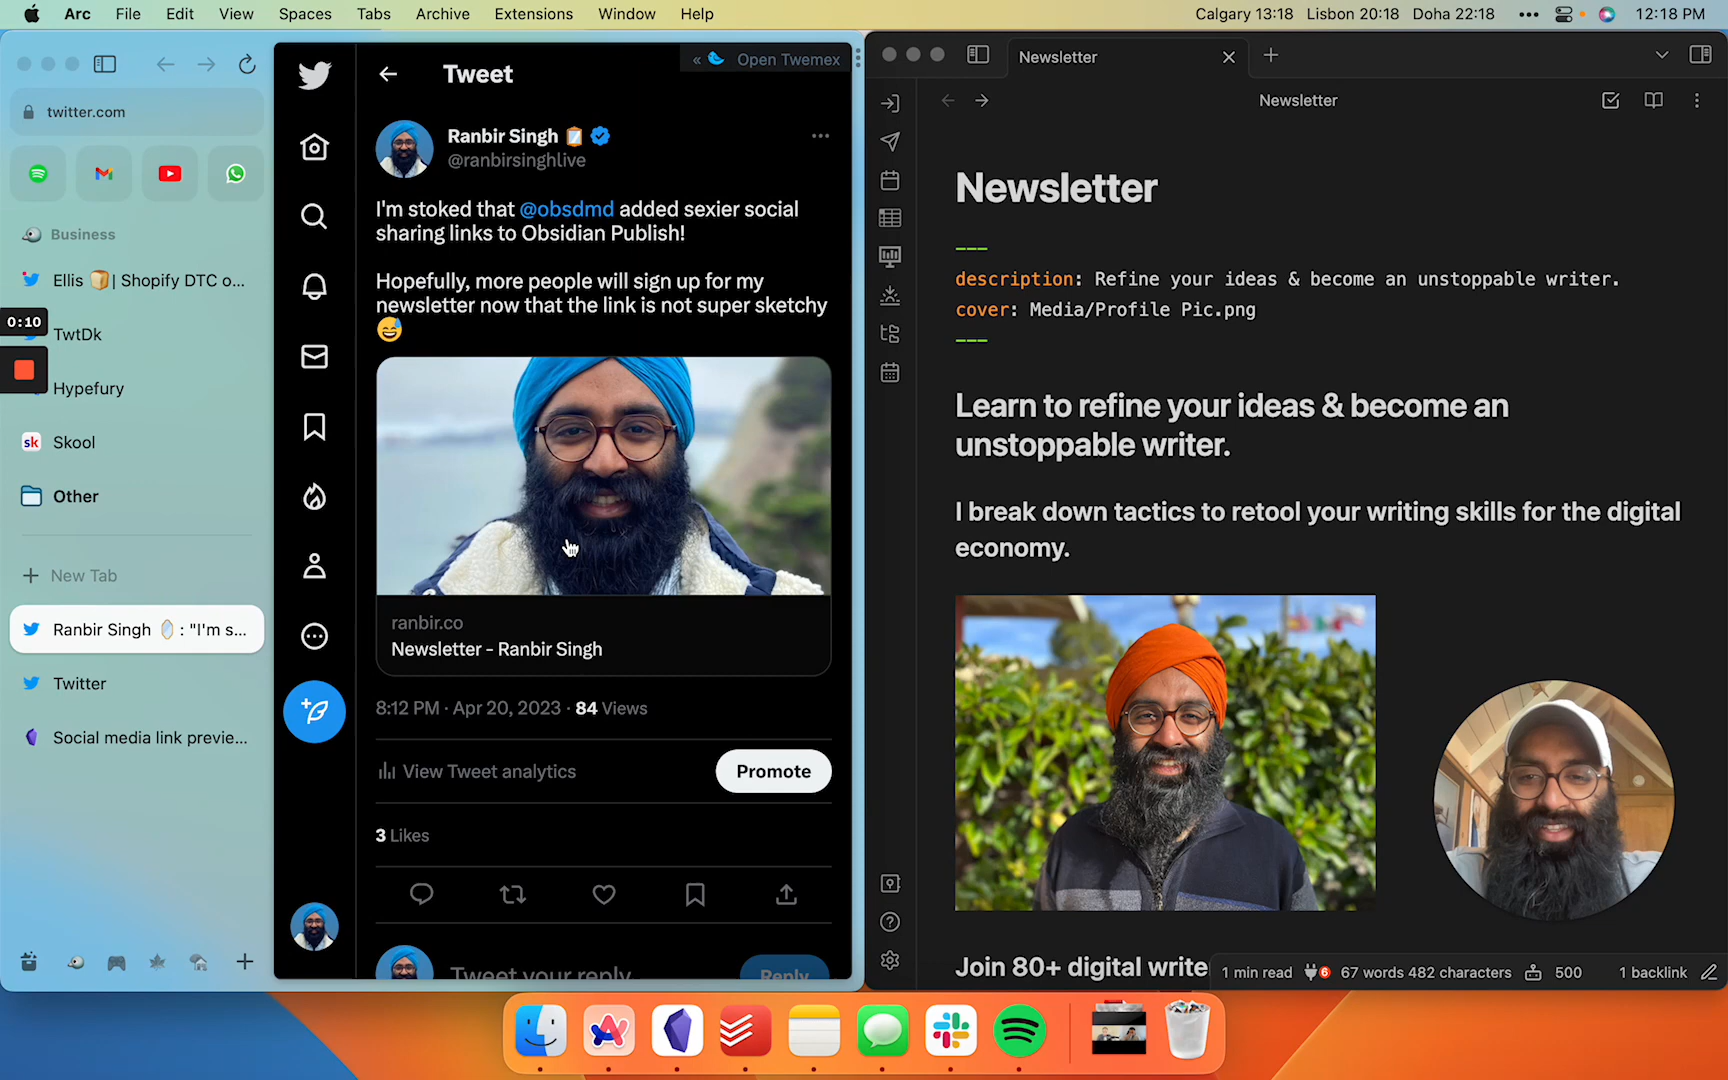 Arc File Edit View Spaces Tabs Archive Extensions Window Help
Calgary 13:18 Lisbon 20:18 Doha 22:18 12:18 PM
twitter.com
Business
Ellis 🍞| Shopify DTC o...
0:10
TwtDk
Hypefury
sk Skool
Other
+ New Tab
Ranbir Singh 🪞: "I'm s...
Twitter
Social media link previe...
Tweet
« Open Twemex
Ranbir Singh
@ranbirsinghlive
I'm stoked that @obsdmd added sexier social
sharing links to Obsidian Publish!
Hopefully, more people will sign up for my
newsletter now that the link is not super sketchy
😅
ranbir.co
Newsletter - Ranbir Singh
8:12 PM · Apr 20, 2023 · 84 Views
View Tweet analytics
Promote
3 Likes
Tweet your reply
Reply
Newsletter
Newsletter
Newsletter
---
description: Refine your ideas & become an unstoppable writer.
cover: Media/Profile Pic.png
---
Learn to refine your ideas & become an
unstoppable writer.
I break down tactics to retool your writing skills for the digital
economy.
Join 80+ digital write
1 min read 6 67 words 482 characters 500 1 backlink